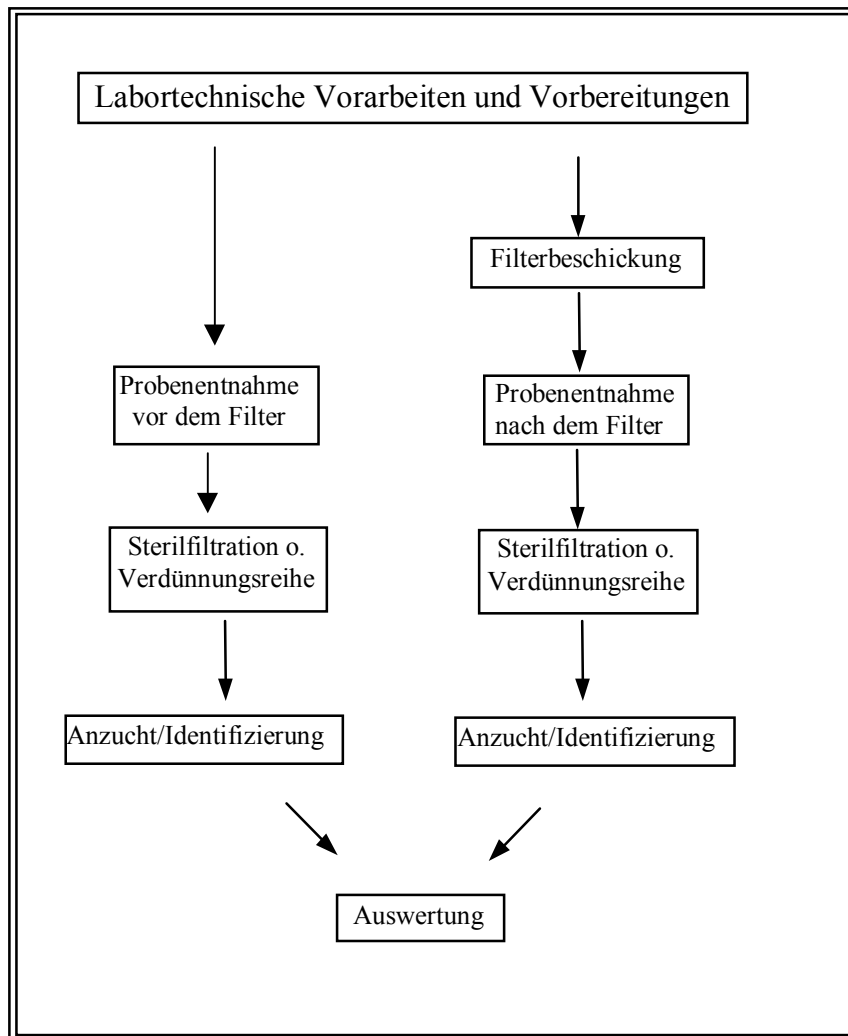 Labortechnische Vorarbeiten und Vorbereitungen
Filterbeschickung
Probenentnahme
vor dem Filter
Probenentnahme
nach dem Filter
Sterilfiltration o.
Verdünnungsreihe
Sterilfiltration o.
Verdünnungsreihe
Anzucht/Identifizierung
Anzucht/Identifizierung
Auswertung